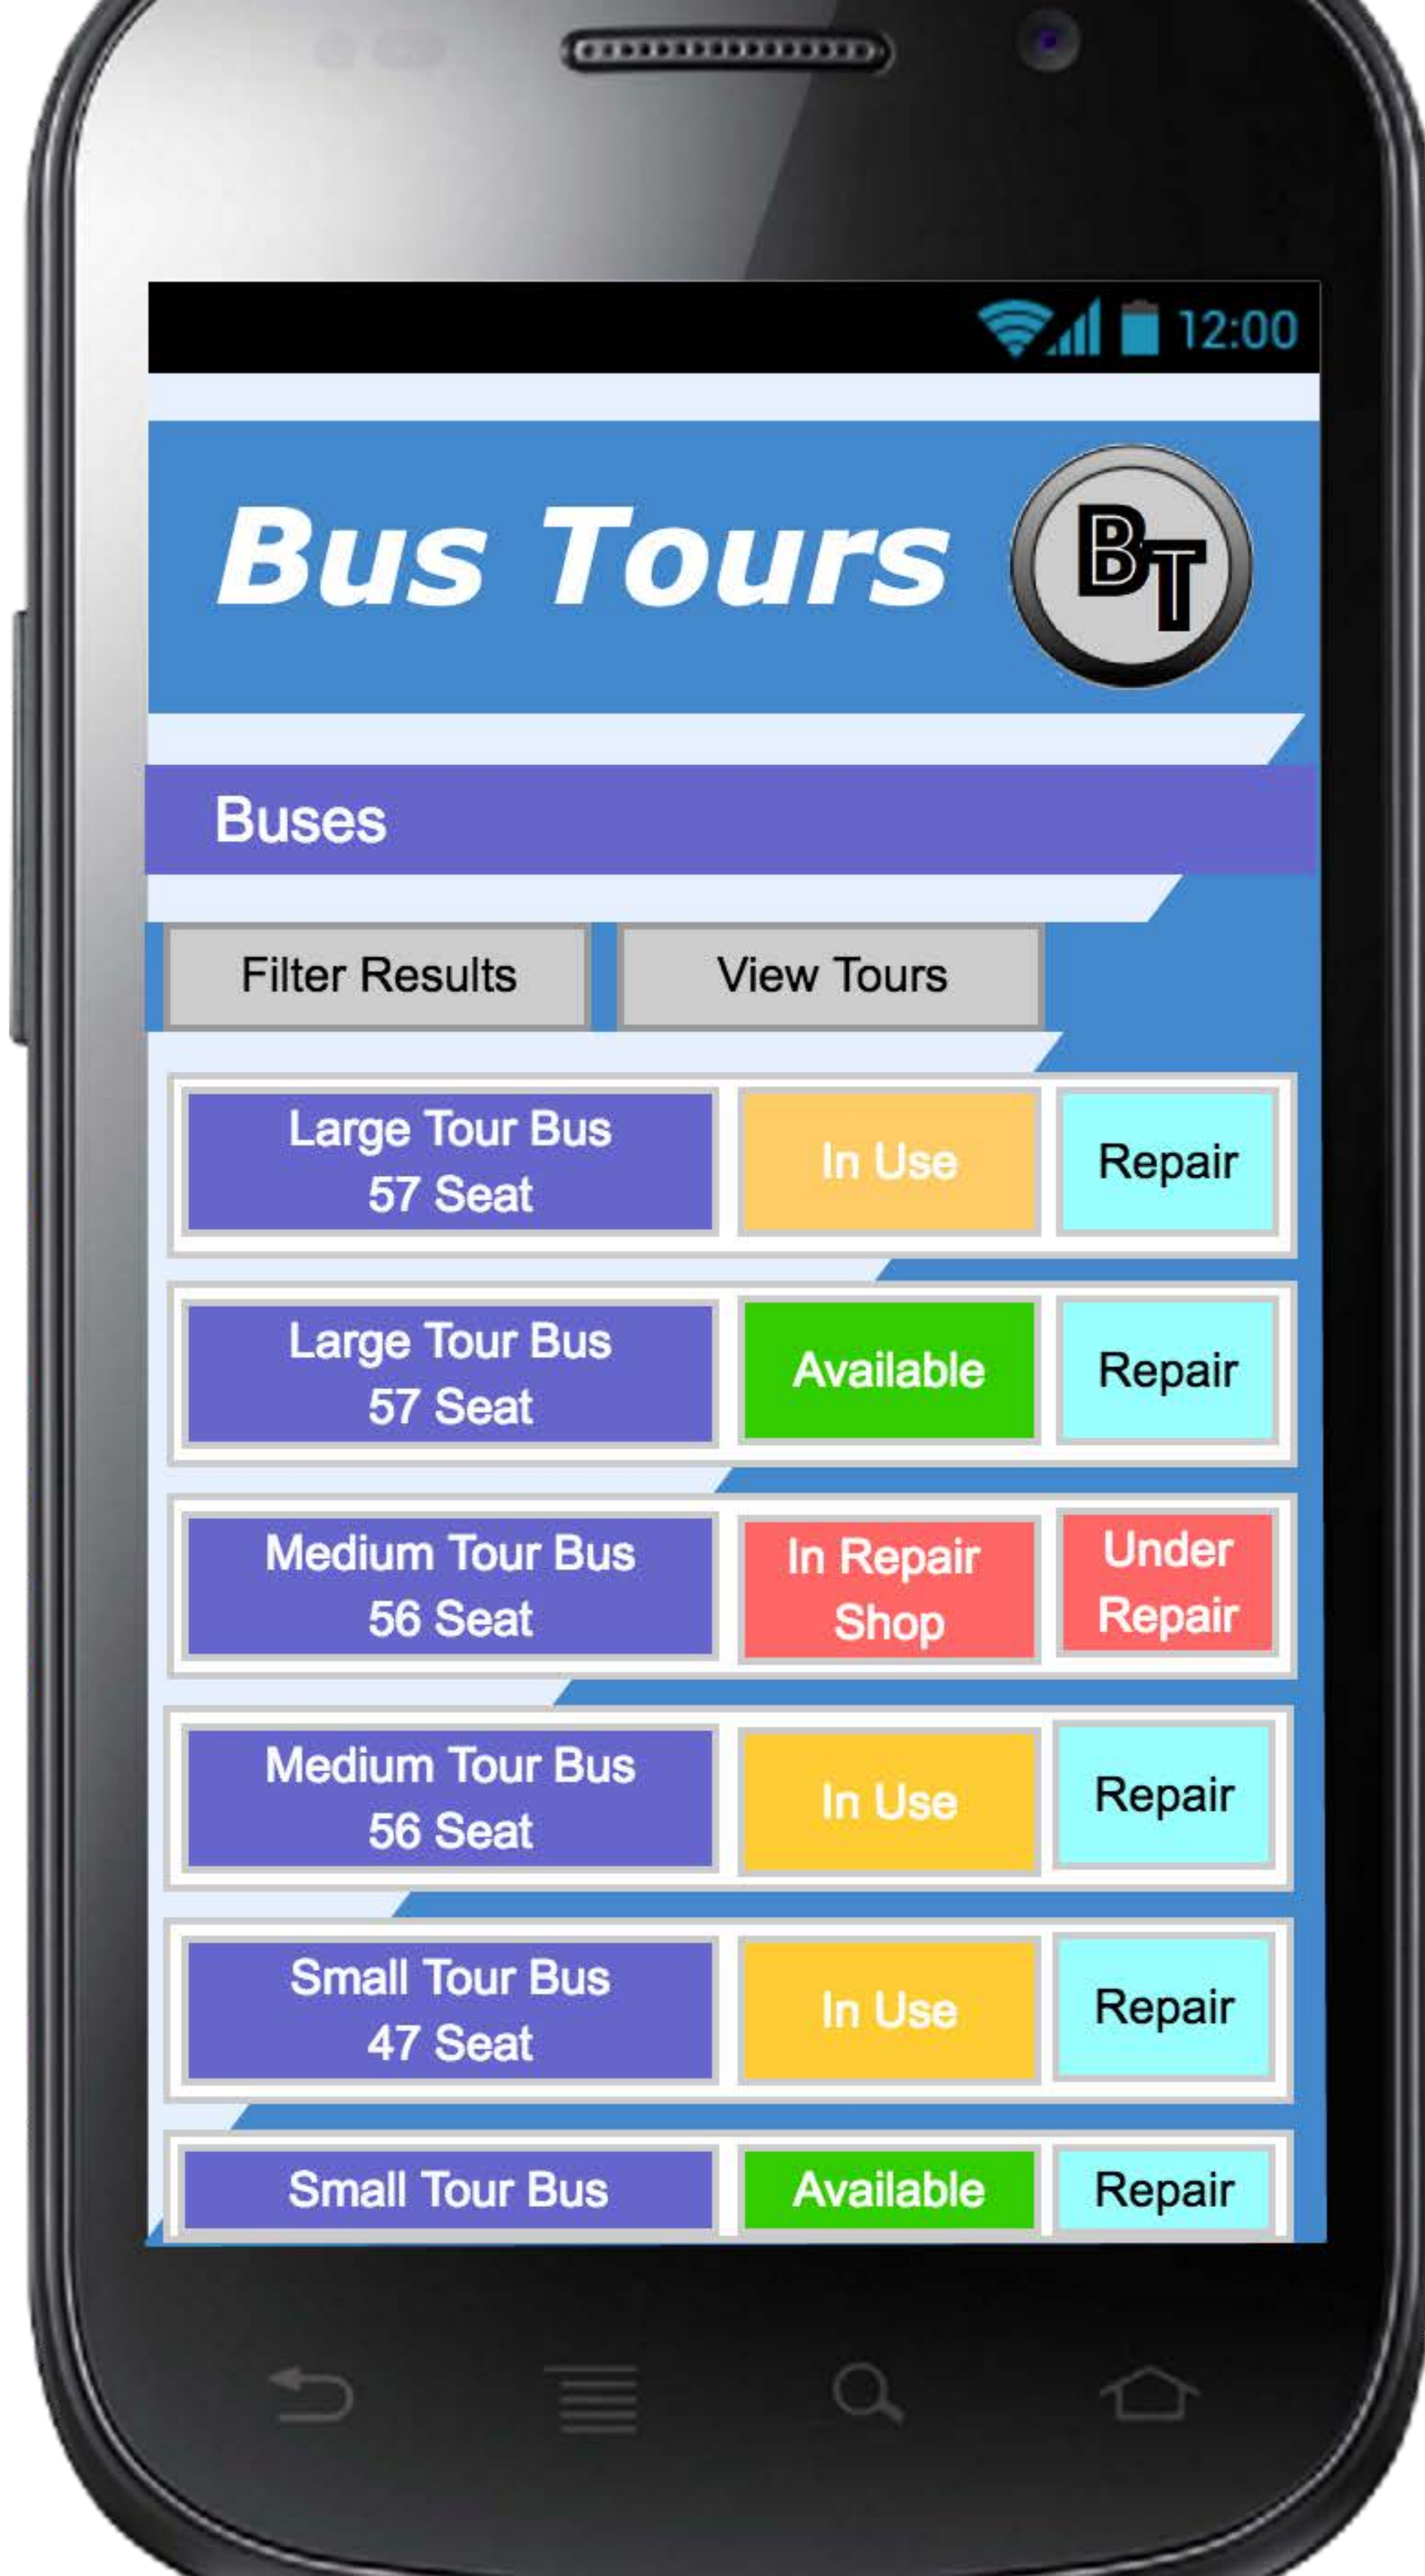 12:00
Bus Tours
BT
Buses
Filter Results
View Tours
Large Tour Bus
57 Seat
In Use
Repair
Large Tour Bus
57 Seat
Available
Repair
Medium Tour Bus
56 Seat
In Repair
Shop
Under
Repair
Medium Tour Bus
56 Seat
In Use
Repair
Small Tour Bus
47 Seat
In Use
Repair
Small Tour Bus
Available
Repair